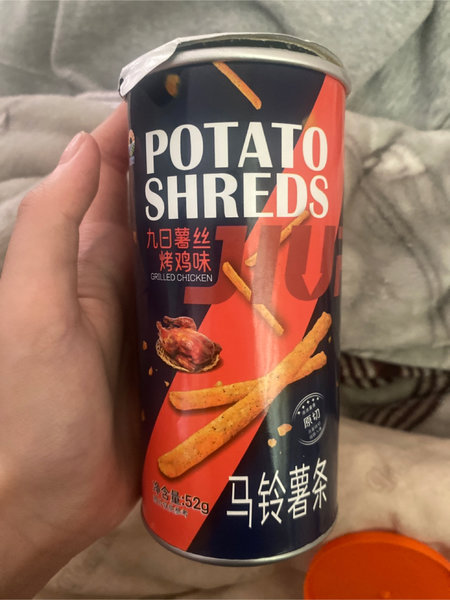 POTATO
SHREDS
九日薯丝
烤鸡味
GRILLED CHICKEN
原切
净含量:52g
马铃薯条